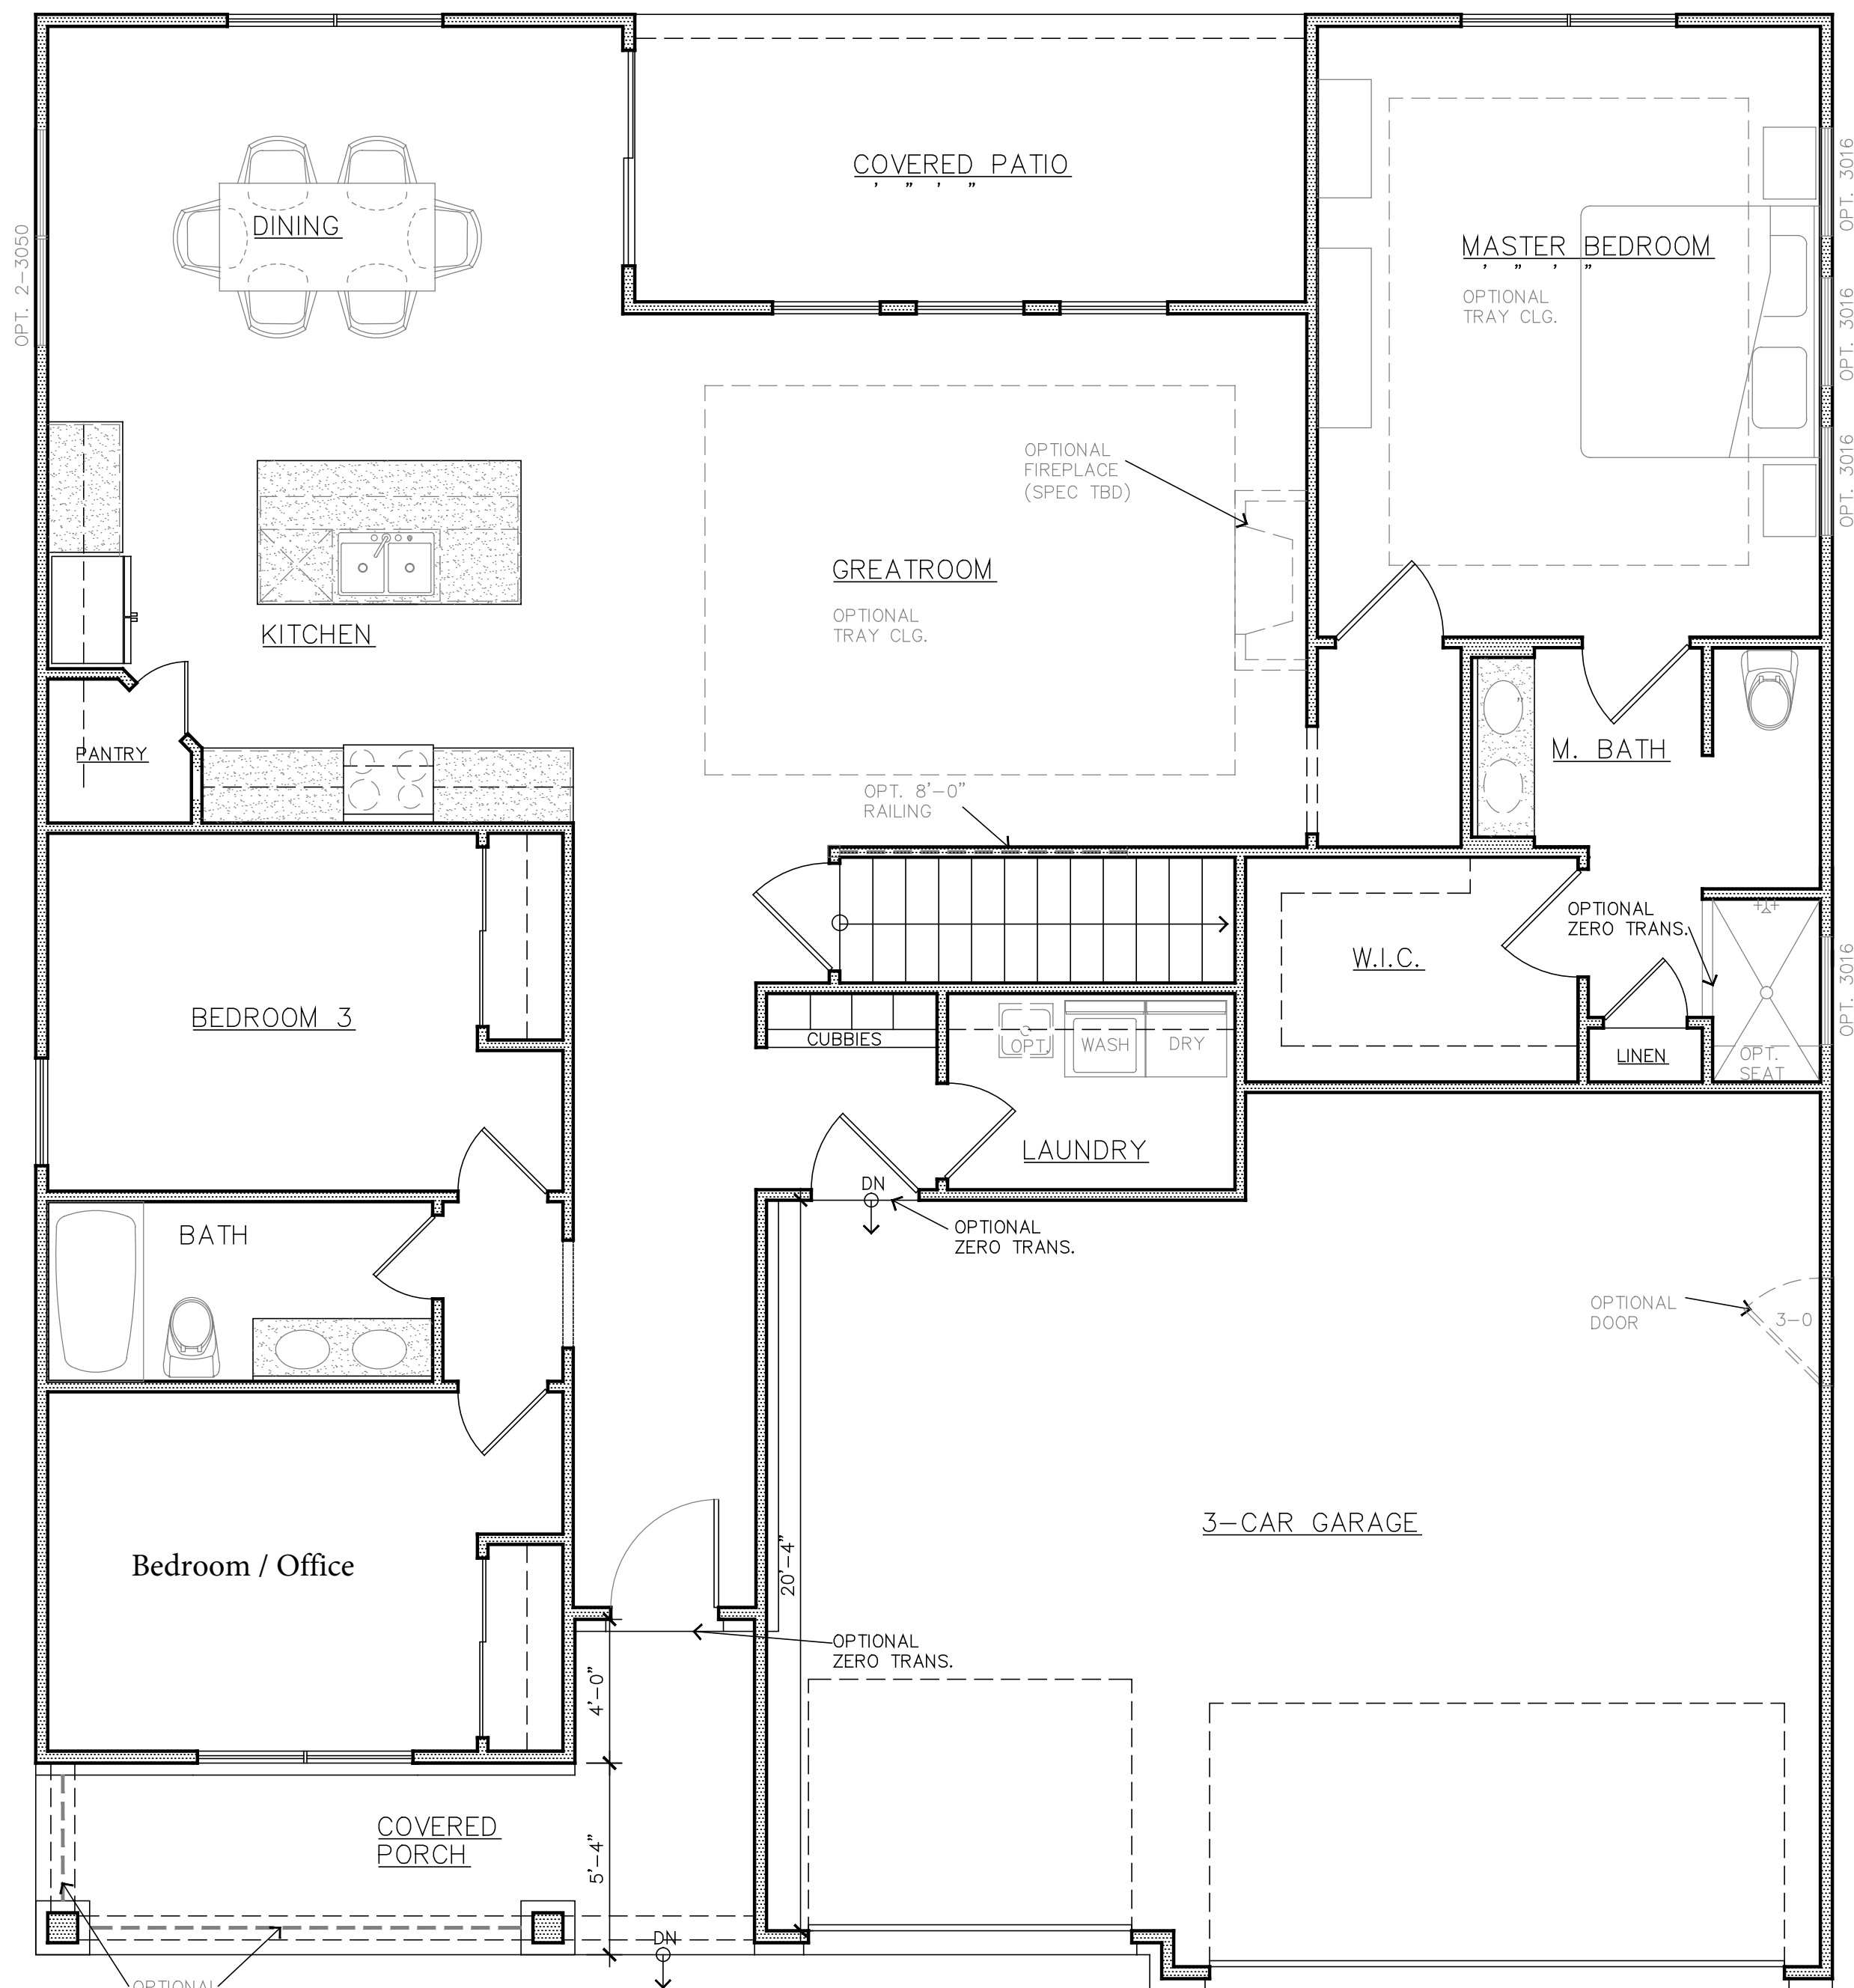 COVERED PATIO
' " ' "
DINING
OPT. 2-3050
MASTER BEDROOM
' " ' "
OPTIONAL
TRAY CLG.
OPT. 3016
OPT. 3016
OPT. 3016
OPTIONAL
FIREPLACE
(SPEC TBD)
GREATROOM
OPTIONAL
TRAY CLG.
KITCHEN
PANTRY
M. BATH
OPT. 8'-0"
RAILING
OPTIONAL
ZERO TRANS.
W.I.C.
OPT. 3016
BEDROOM 3
CUBBIES
OPT.
WASH
DRY
LINEN
OPT.
SEAT
LAUNDRY
DN
OPTIONAL
ZERO TRANS.
BATH
OPTIONAL
DOOR
3-0
3-CAR GARAGE
Bedroom / Office
20'-4"
OPTIONAL
ZERO TRANS.
4'-0"
COVERED
PORCH
5'-4"
DN
OPTIONAL